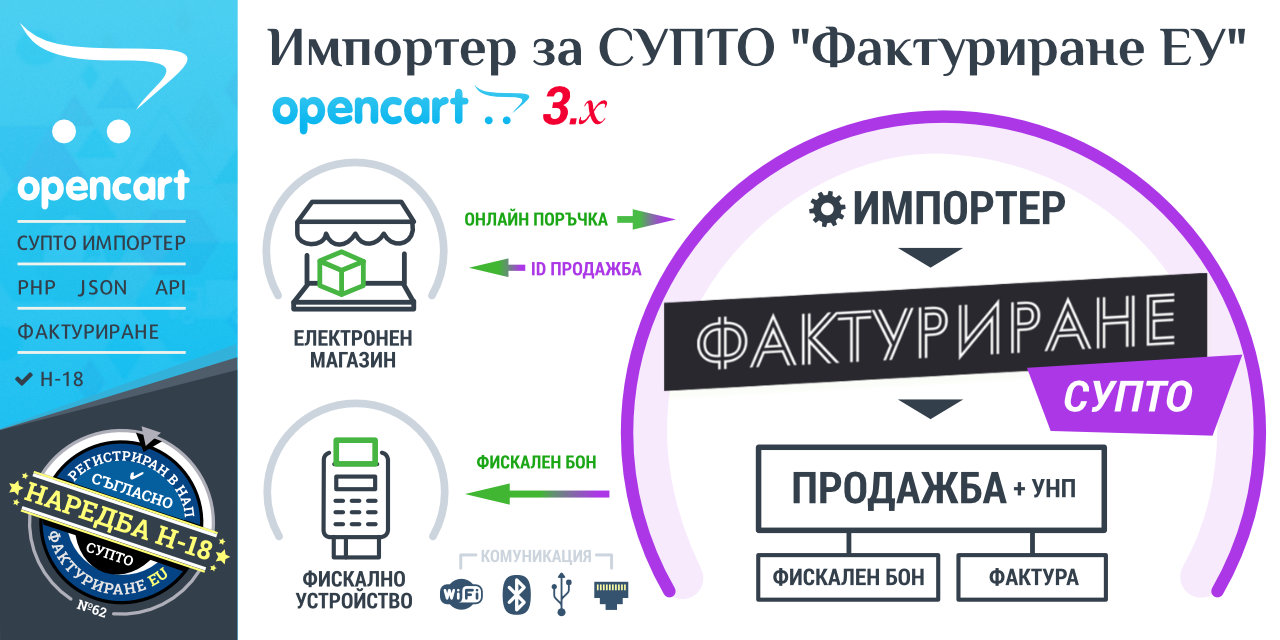 opencart
СУПТО ИМПОРТЕР
PHP JSON API
ФАКТУРИРАНЕ
Н-18
РЕГИСТРИРАН В НАП
СЪГЛАСНО
НАРЕДБА Н-18
СУПТО
ФАКТУРИРАНЕ EU
№62
Импортер за СУПТО "Фактуриране ЕУ"
opencart 3.x
ЕЛЕКТРОНЕН
МАГАЗИН
ОНЛАЙН ПОРЪЧКА
ID ПРОДАЖБА
ФИСКАЛНО
УСТРОЙСТВО
ФИСКАЛЕН БОН
КОМУНИКАЦИЯ
WiFi
ИМПОРТЕР
ФАКТУРИРАНЕ
СУПТО
ПРОДАЖБА + УНП
ФИСКАЛЕН БОН
ФАКТУРА